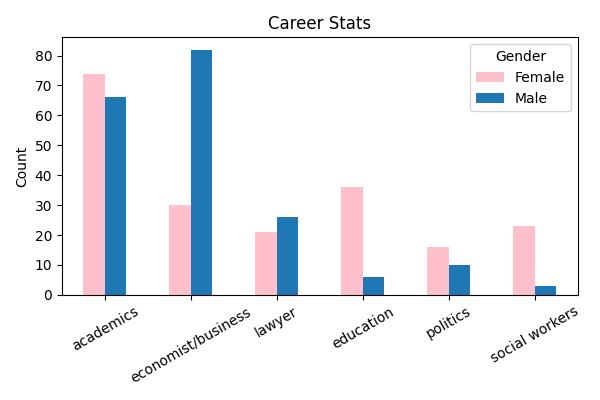 Career Stats
Gender
Female
Male
Count
80
70
60
50
40
30
20
10
0
academics
economist/business
lawyer
education
politics
social workers